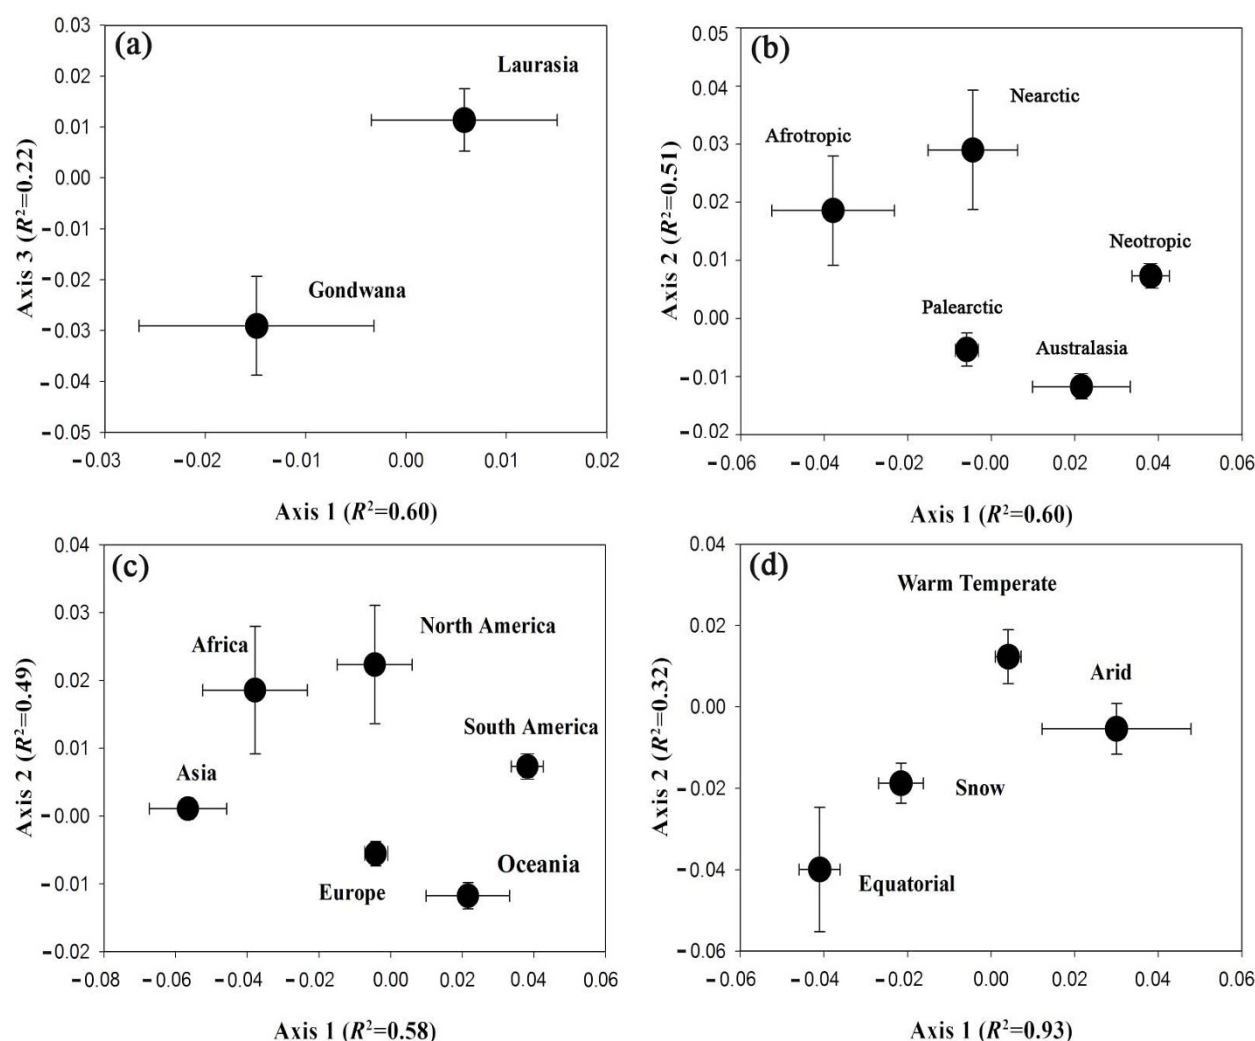 (a)
Laurasia
Gondwana
0.03
0.02
0.01
0.00
−0.01
−0.02
−0.03
−0.04
−0.05
Axis 3 (R²=0.22)
−0.03 −0.02 −0.01 0.00 0.01 0.02
Axis 1 (R²=0.60)
(b)
Nearctic
Afrotropic
Neotropic
Palearctic
Australasia
0.05
0.04
0.03
0.02
0.01
0.00
−0.01
−0.02
Axis 2 (R²=0.51)
−0.06 −0.04 −0.02 −0.00 0.02 0.04 0.06
Axis 1 (R²=0.60)
(c)
North America
Africa
South America
Asia
Oceania
Europe
0.04
0.03
0.02
0.01
−0.00
−0.01
−0.02
Axis 2 (R²=0.49)
−0.08 −0.06 −0.04 −0.02 0.00 0.02 0.04 0.06
Axis 1 (R²=0.58)
(d)
Warm Temperate
Arid
Snow
Equatorial
0.04
0.02
0.00
−0.02
−0.04
−0.06
Axis 2 (R²=0.32)
−0.06 −0.04 −0.02 0.00 0.02 0.04 0.06
Axis 1 (R²=0.93)